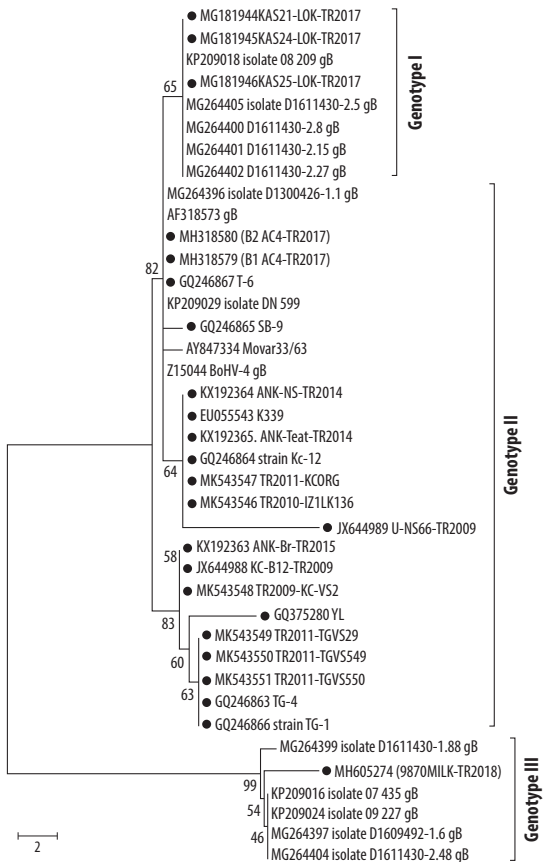 MG181944KAS21-LOK-TR2017
MG181945KAS24-LOK-TR2017
KP209018 isolate 08 209 gB
65
MG181946KAS25-LOK-TR2017
MG264405 isolate D1611430-2.5 gB
MG264400 D1611430-2.8 gB
MG264401 D1611430-2.15 gB
MG264402 D1611430-2.27 gB
Genotype I
MG264396 isolate D1300426-1.1 gB
AF318573 gB
MH318580 (B2 AC4-TR2017)
MH318579 (B1 AC4-TR2017)
82
GQ246867 T-6
KP209029 isolate DN 599
GQ246865 SB-9
AY847334 Movar33/63
Z15044 BoHV-4 gB
KX192364 ANK-NS-TR2014
EU055543 K339
KX192365. ANK-Teat-TR2014
GQ246864 strain Kc-12
64
MK543547 TR2011-KCORG
MK543546 TR2010-IZ1LK136
JX644989 U-NS66-TR2009
KX192363 ANK-Br-TR2015
58
JX644988 KC-B12-TR2009
MK543548 TR2009-KC-VS2
83
GQ375280 YL
MK543549 TR2011-TGVS29
MK543550 TR2011-TGVS549
60
MK543551 TR2011-TGVS550
63
GQ246863 TG-4
GQ246866 strain TG-1
Genotype II
MG264399 isolate D1611430-1.88 gB
MH605274 (9870MILK-TR2018)
99
KP209016 isolate 07 435 gB
54
KP209024 isolate 09 227 gB
MG264397 isolate D1609492-1.6 gB
46
MG264404 isolate D1611430-2.48 gB
Genotype III
2